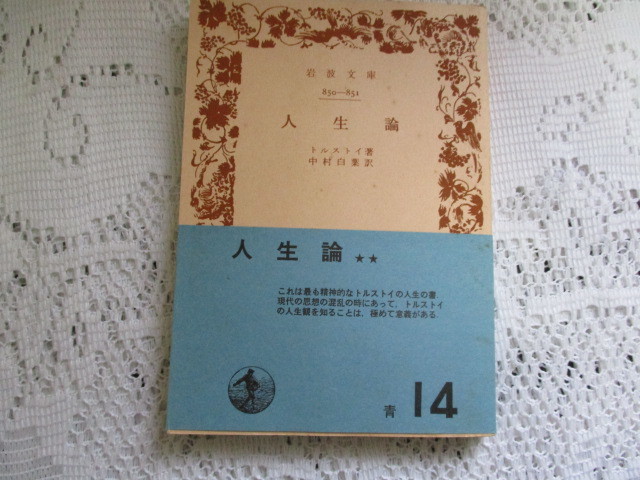 岩波文庫
850—851
人生論
トルストイ著
中村白葉訳
人生論 ★★
これは最も精神的なトルストイの人生の書
現代の思想の混乱の時にあって，トルストイ
の人生観を知ることは，極めて意義がある．
青 14